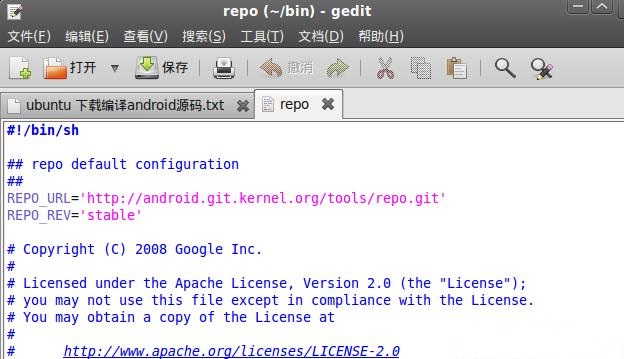 repo (~/bin) - gedit
文件(F) 编辑(E) 查看(V) 搜索(S) 工具(T) 文档(D) 帮助(H)
打开 保存 撤消
ubuntu 下载编译android源码.txt repo
#!/bin/sh
## repo default configuration
##
REPO_URL='http://android.git.kernel.org/tools/repo.git'
REPO_REV='stable'
# Copyright (C) 2008 Google Inc.
#
# Licensed under the Apache License, Version 2.0 (the "License");
# you may not use this file except in compliance with the License.
# You may obtain a copy of the License at
#
# http://www.apache.org/licenses/LICENSE-2.0